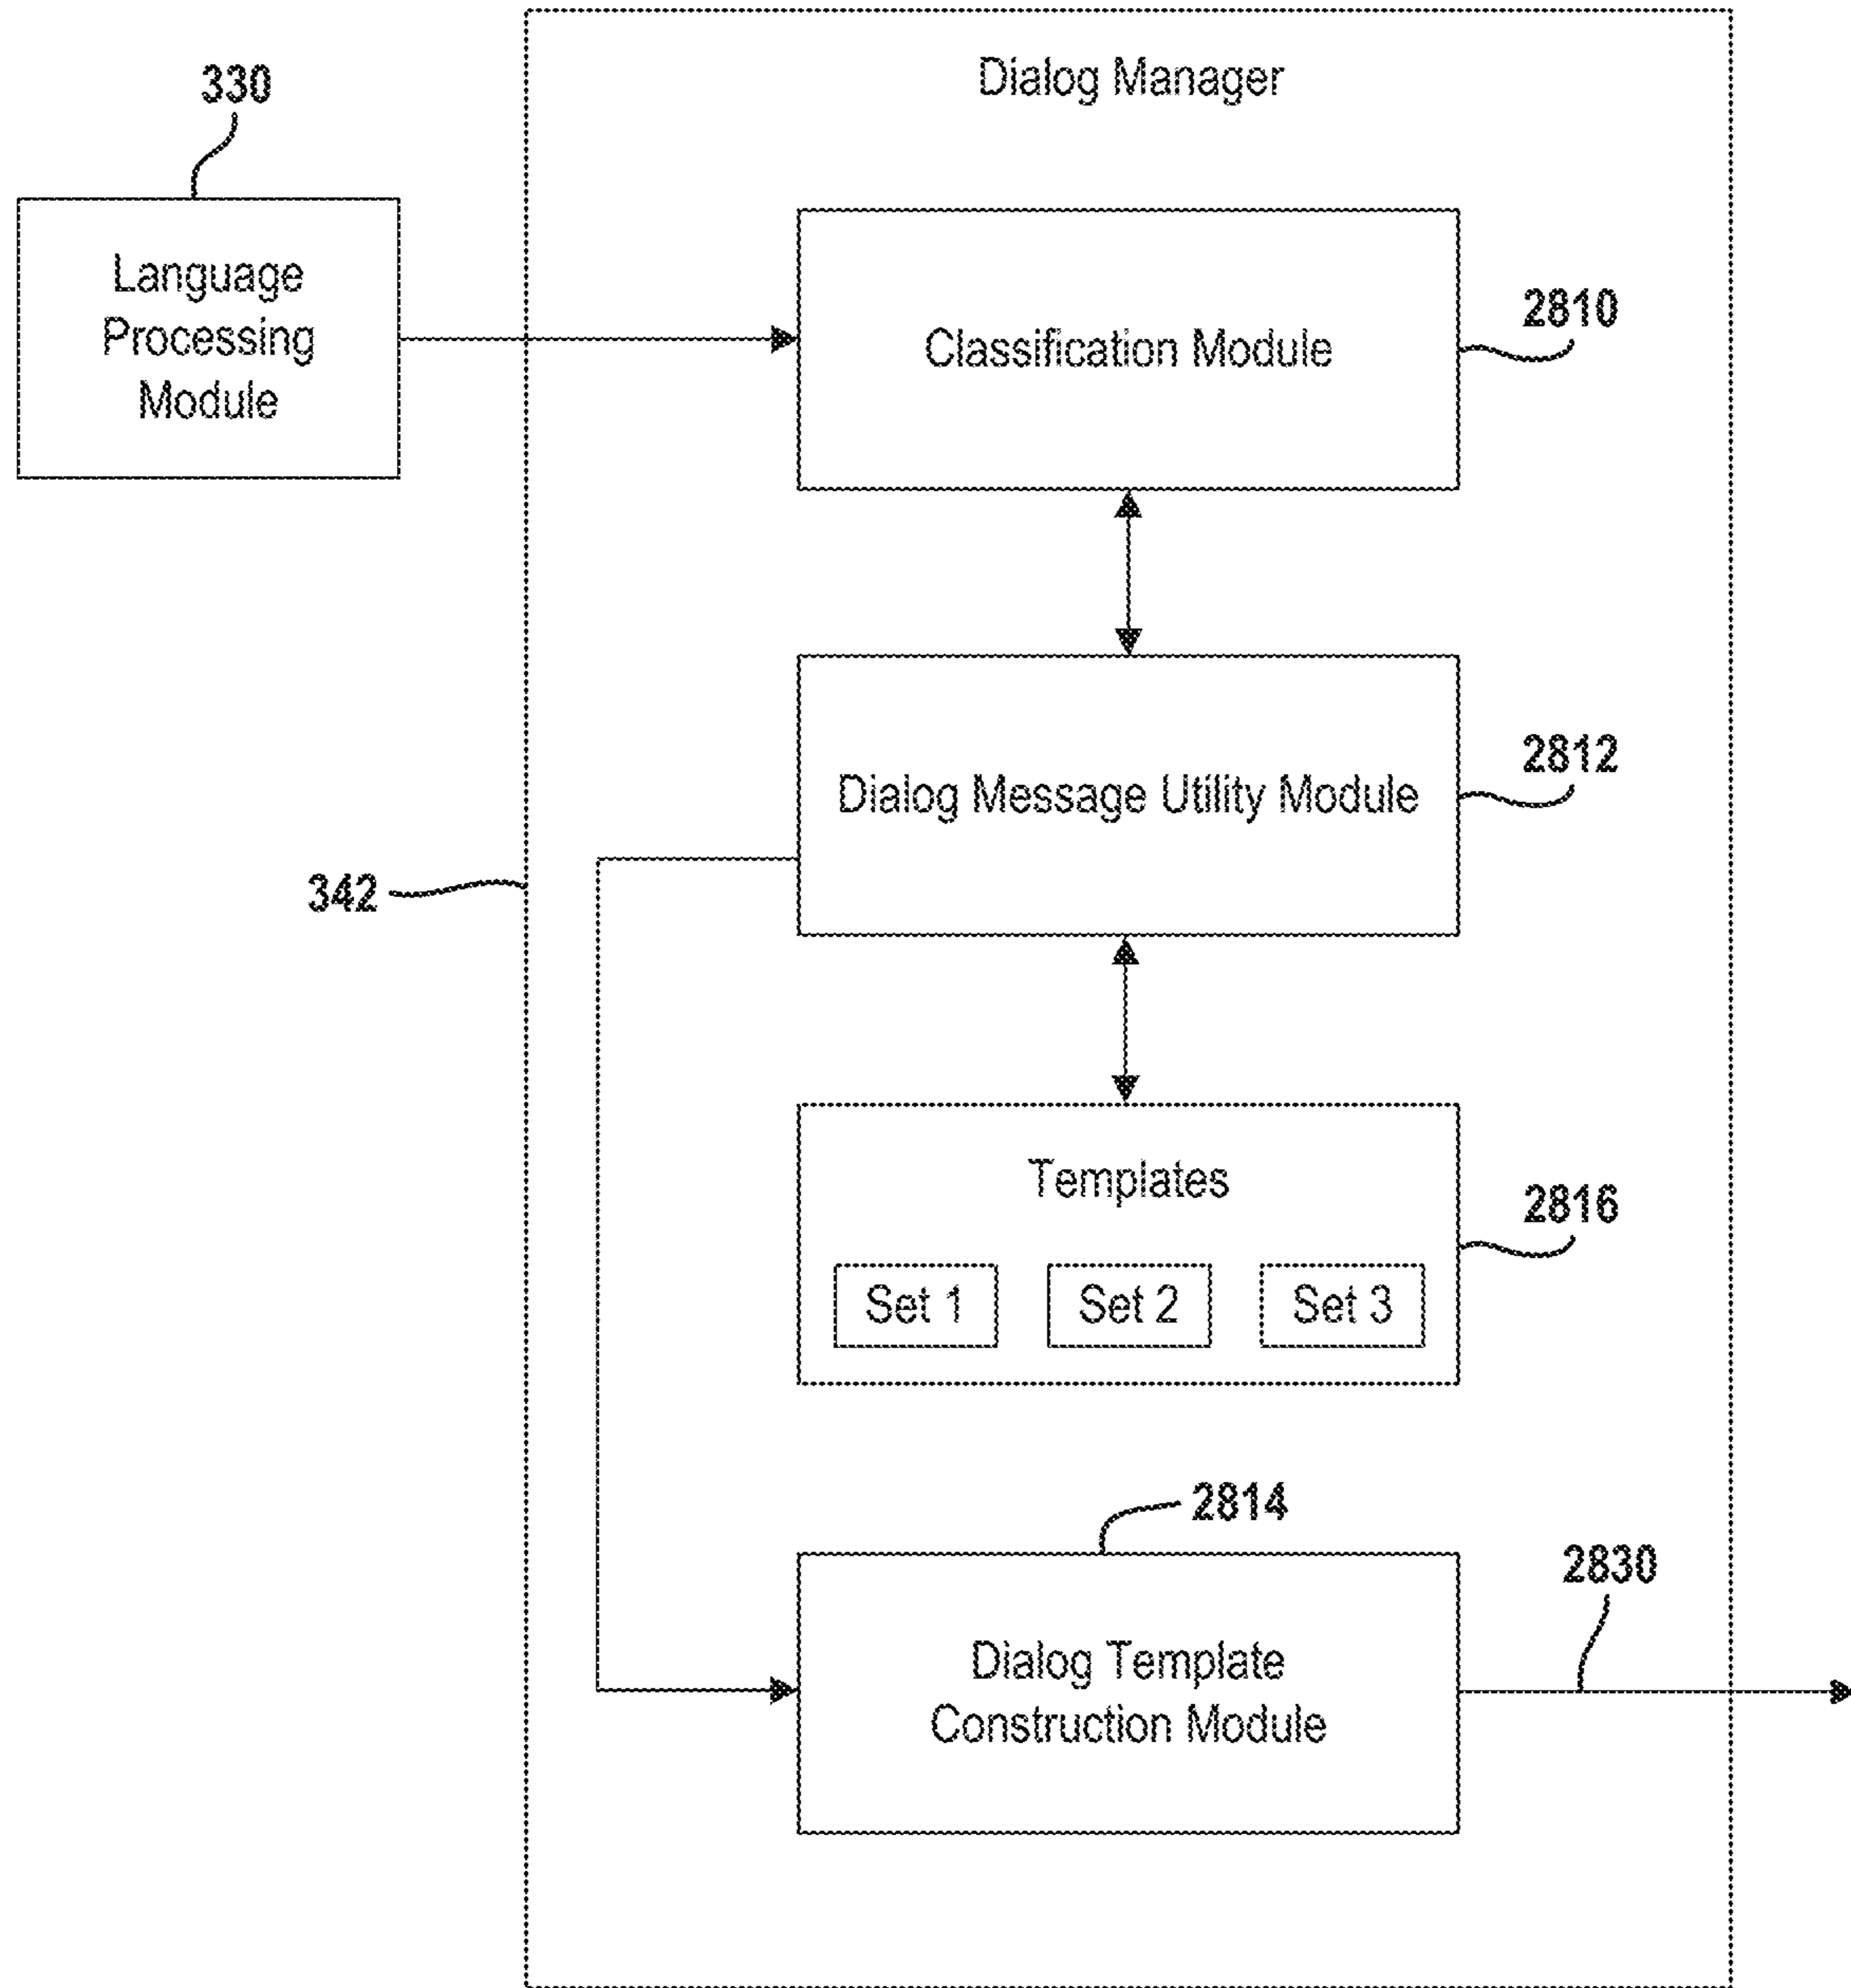 Dialog Manager
330
Language
Processing
Module
Classification Module
2810
Dialog Message Utility Module
2812
342
Templates
2816
Set 1 Set 2 Set 3
2814
2830
Dialog Template
Construction Module